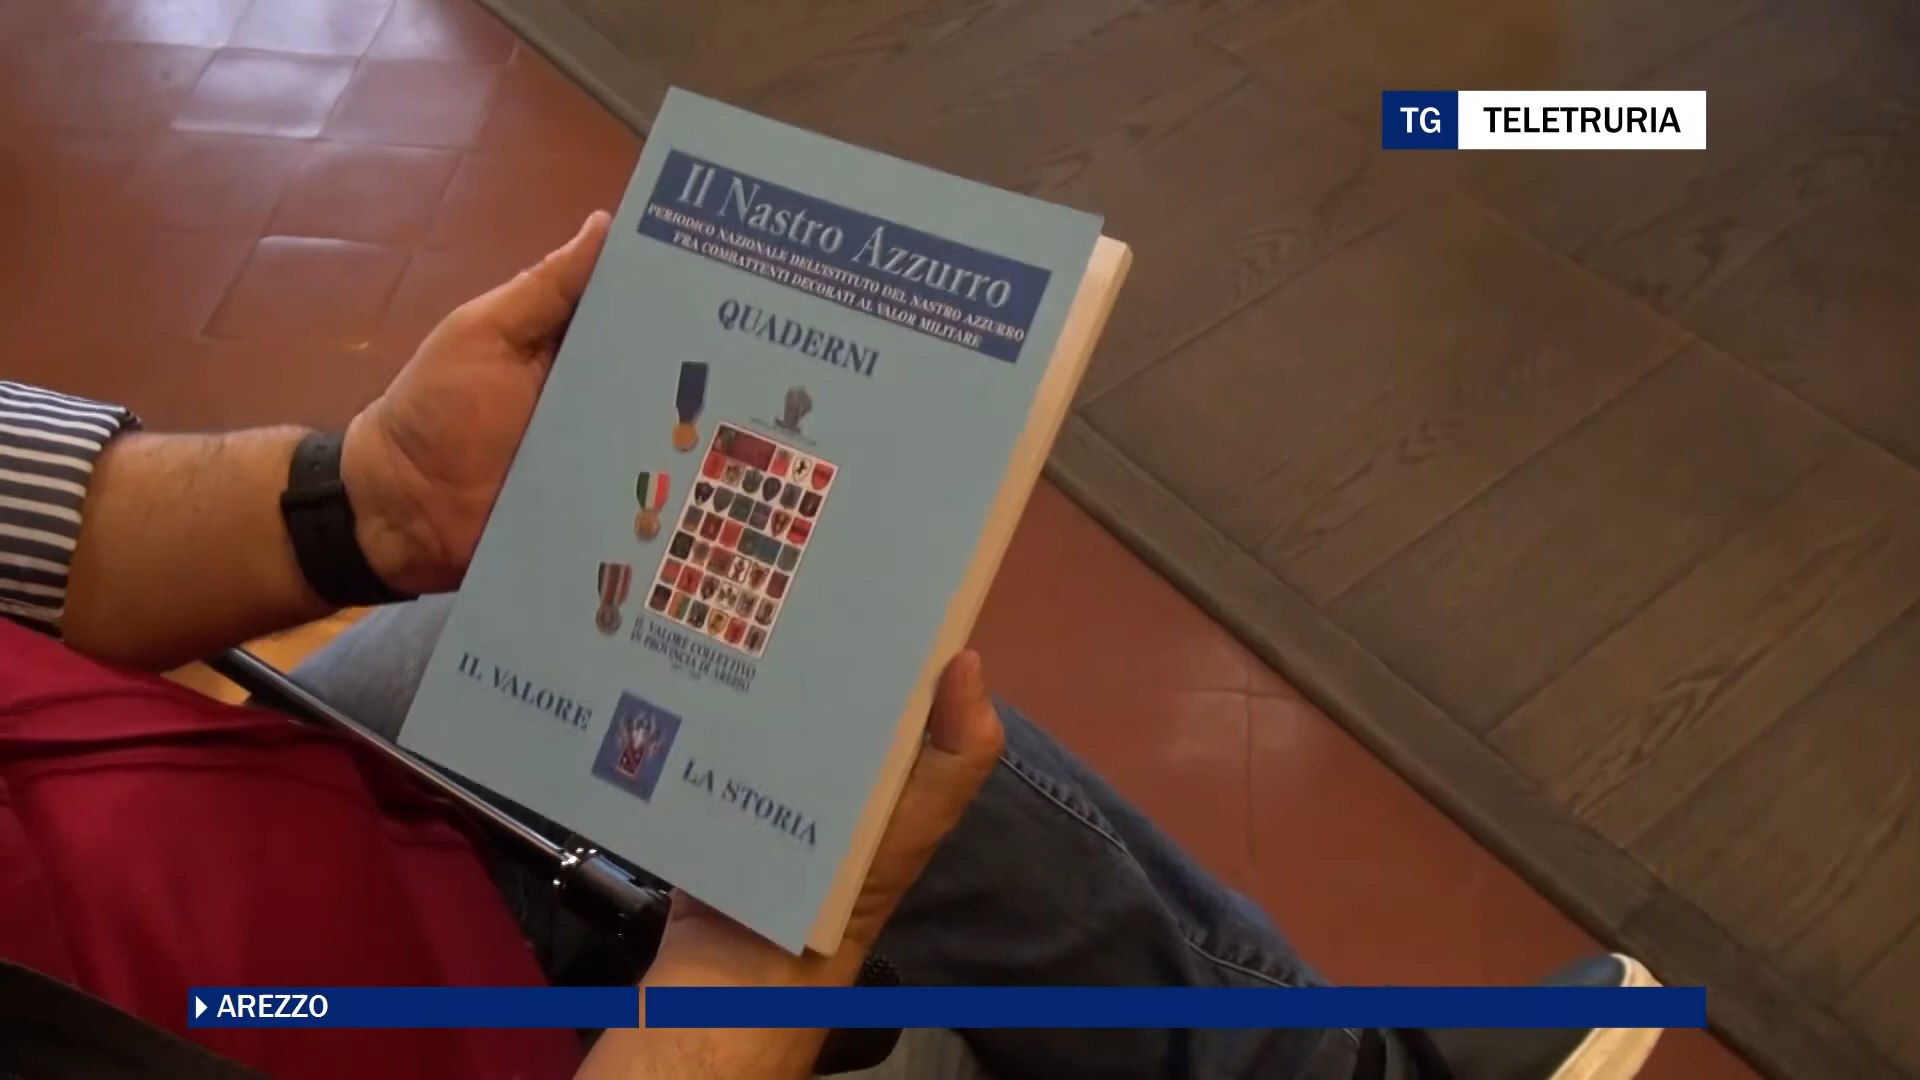 TG TELETRURIA
Il Nastro Azzurro
PERIODICO NAZIONALE DELL'ISTITUTO DEL NASTRO AZZURRO
FRA COMBATTENTI DECORATI AL VALOR MILITARE
QUADERNI
IL VALORE COLLETTIVO
IN PROVINCIA DI AREZZO
IL VALORE
LA STORIA
AREZZO